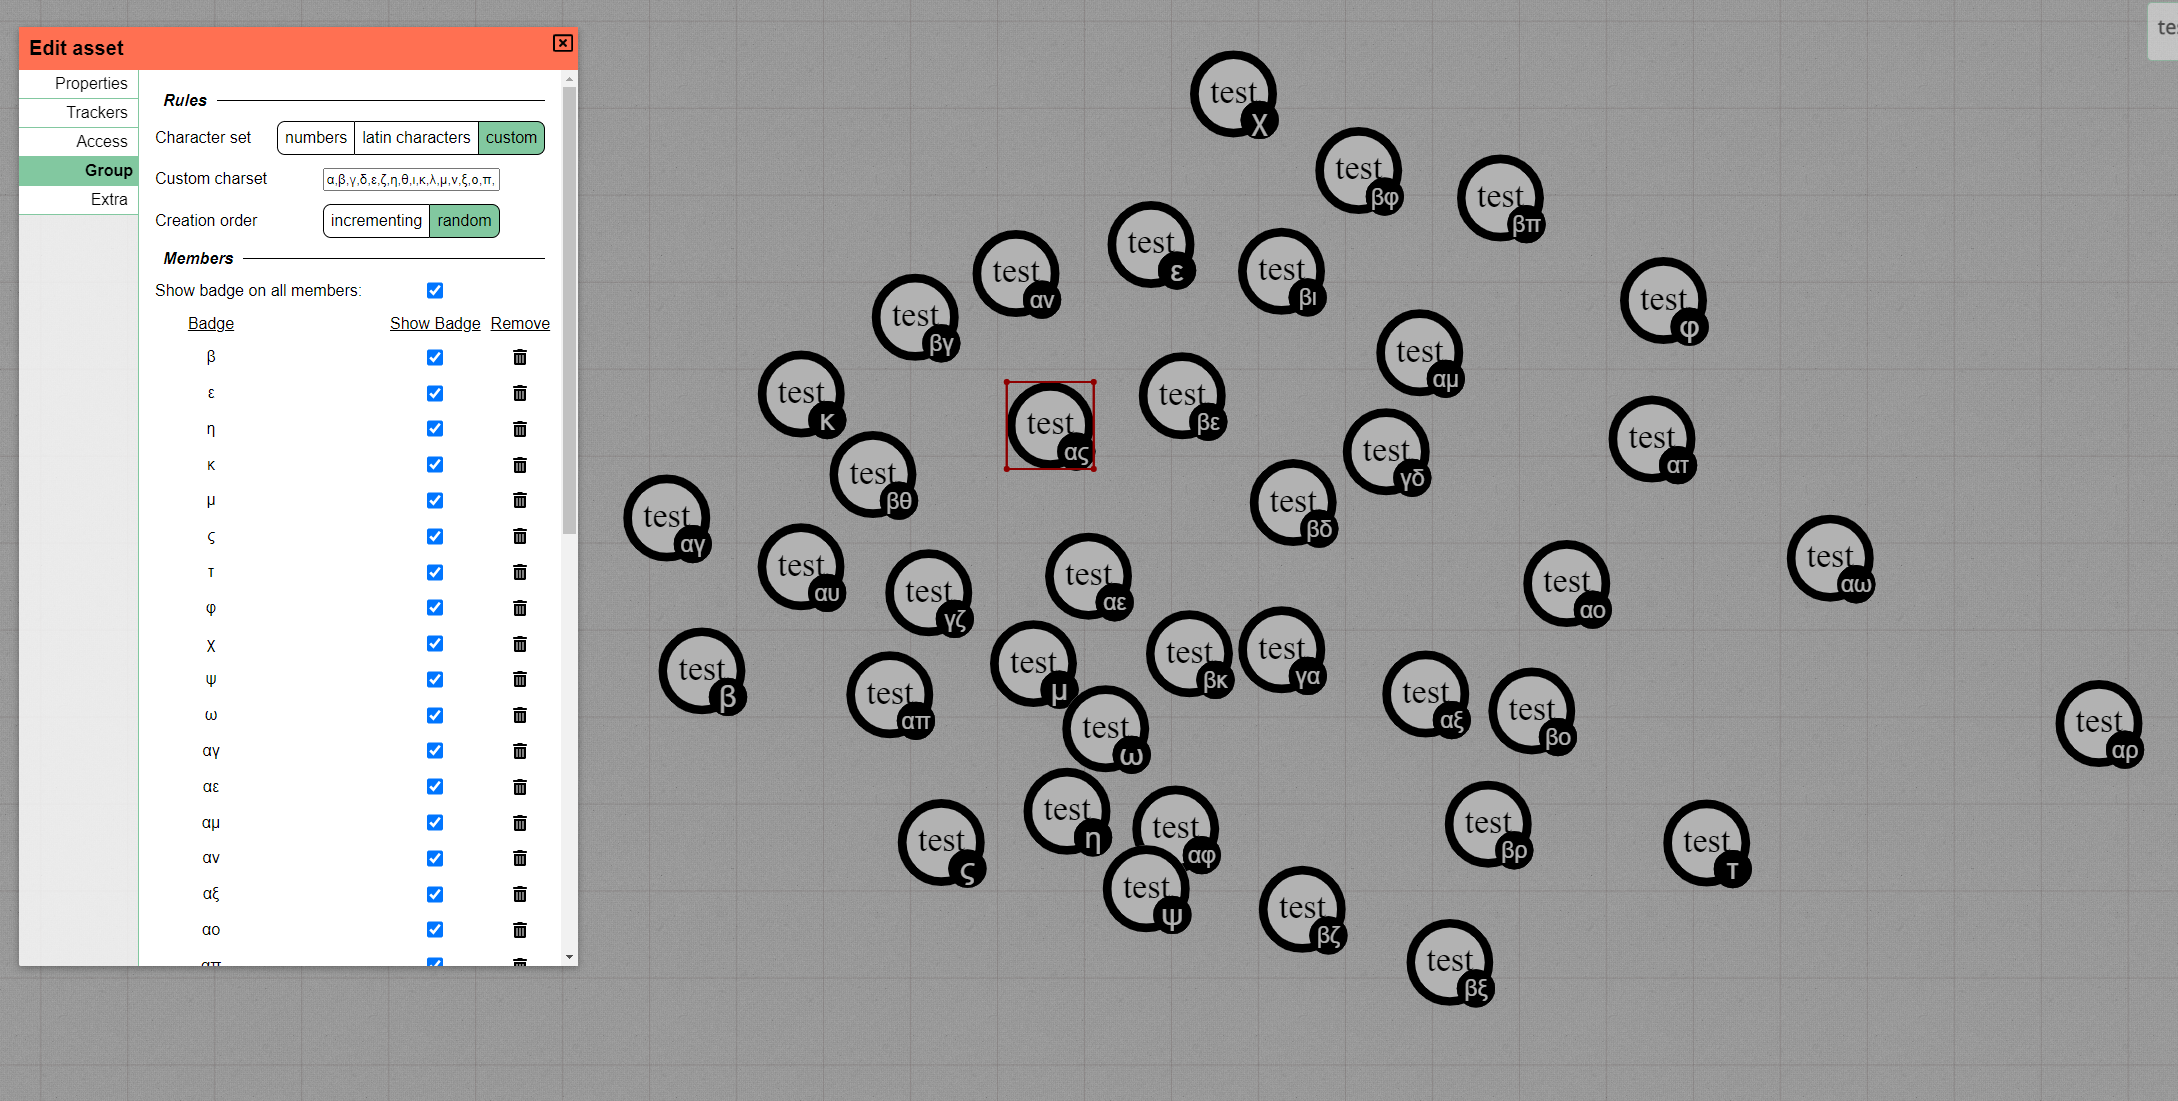 Edit asset
Properties
Trackers
Access
Group
Extra
Rules
Character set numbers latin characters custom
Custom charset α,β,γ,δ,ε,ζ,η,θ,ι,κ,λ,μ,ν,ξ,ο,π,
Creation order incrementing random
Members
Show badge on all members:
Badge Show Badge Remove
β
ε
η
κ
μ
ς
τ
φ
χ
ψ
ω
αγ
αε
αμ
αν
αξ
αο
απ
test χ
test βφ
test βπ
test ε
test αν
test βι
test φ
test βγ
test αμ
test κ
test βε
test ας
test ατ
test γδ
test βθ
test βδ
test αγ
test αω
test αυ
test αε
test αο
test γζ
test γα
test βκ
test μ
test β
test απ
test αξ
test βο
test αρ
test ω
test η
test βρ
test αφ
test ς
test τ
test ψ
test βζ
test βξ